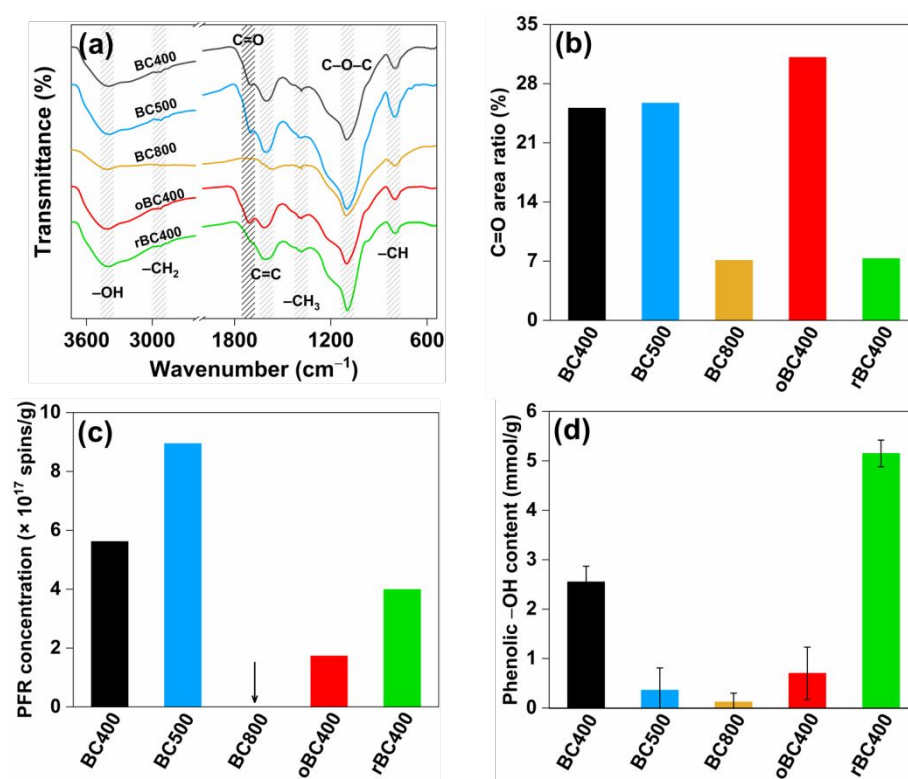 (a)
C=O
C–O–C
BC400
BC500
BC800
oBC400
rBC400
–OH
–CH2
C=C
–CH3
–CH
Transmittance (%)
3600 3000 1800 1200 600
Wavenumber (cm⁻¹)
(b)
C=O area ratio (%)
35
28
21
14
7
0
BC400 BC500 BC800 oBC400 rBC400
(c)
PFR concentration (× 10¹⁷ spins/g)
10
8
6
4
2
0
BC400 BC500 BC800 oBC400 rBC400
(d)
Phenolic –OH content (mmol/g)
6
5
4
3
2
1
0
BC400 BC500 BC800 oBC400 rBC400